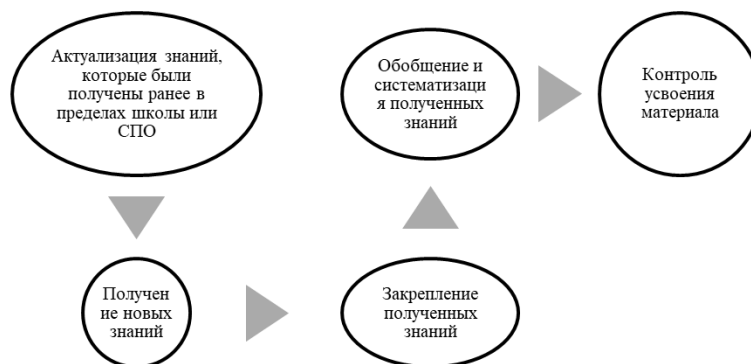 Актуализация знаний,
которые были
получены ранее в
пределах школы или
СПО
Получен
ие новых
знаний
Закрепление
полученных
знаний
Обобщение и
систематизаци
я полученных
знаний
Контроль
усвоения
материала